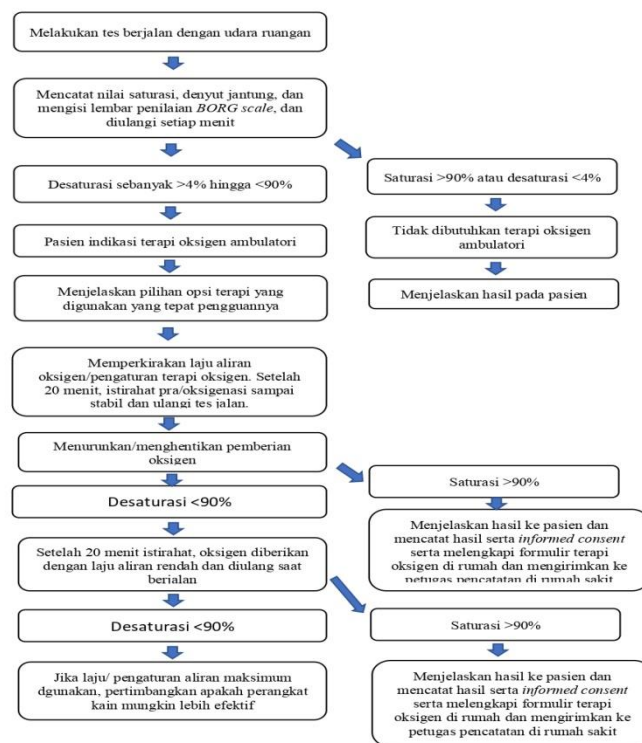 Melakukan tes berjalan dengan udara ruangan
Mencatat nilai saturasi, denyut jantung, dan
mengisi lembar penilaian BORG scale, dan
diulangi setiap menit
Desaturasi sebanyak >4% hingga <90%
Saturasi >90% atau desaturasi <4%
Pasien indikasi terapi oksigen ambulatori
Tidak dibutuhkan terapi oksigen
ambulatori
Menjelaskan pilihan opsi terapi yang
digunakan yang tepat pengguannya
Menjelaskan hasil pada pasien
Memperkirakan laju aliran
oksigen/pengaturan terapi oksigen. Setelah
20 menit, istirahat pra/oksigenasi sampai
stabil dan ulangi tes jalan.
Menurunkan/menghentikan pemberian
oksigen
Saturasi >90%
Desaturasi <90%
Menjelaskan hasil ke pasien dan
mencatat hasil serta informed consent
serta melengkapi formulir terapi
oksigen di rumah dan mengirimkan ke
petugas pencatatan di rumah sakit
Setelah 20 menit istirahat, oksigen diberikan
dengan laju aliran rendah dan diulang saat
berjalan
Desaturasi <90%
Saturasi >90%
Jika laju/ pengaturan aliran maksimum
dgunakan, pertimbangkan apakah perangkat
kain mungkin lebih efektif
Menjelaskan hasil ke pasien dan
mencatat hasil serta informed consent
serta melengkapi formulir terapi
oksigen di rumah dan mengirimkan ke
petugas pencatatan di rumah sakit